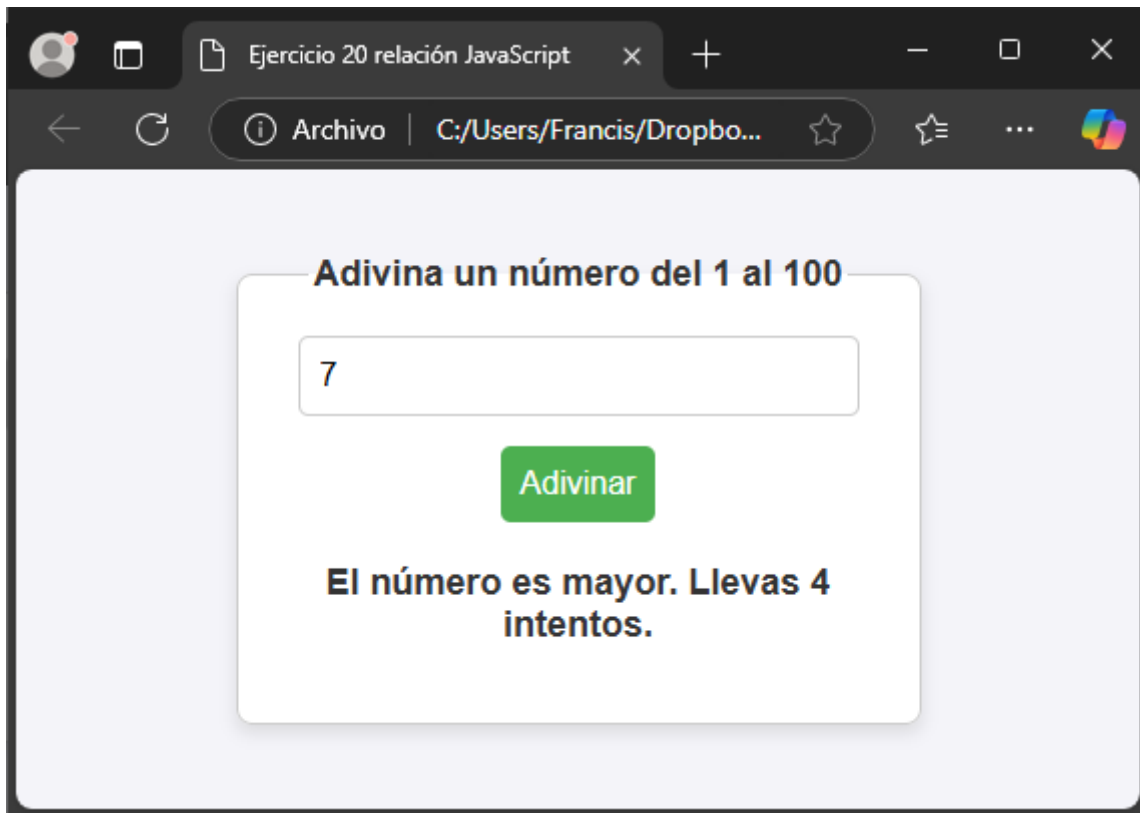 Ejercicio 20 relación JavaScript
Archivo C:/Users/Francis/Dropbo...
Adivina un número del 1 al 100
7
Adivinar
El número es mayor. Llevas 4
intentos.